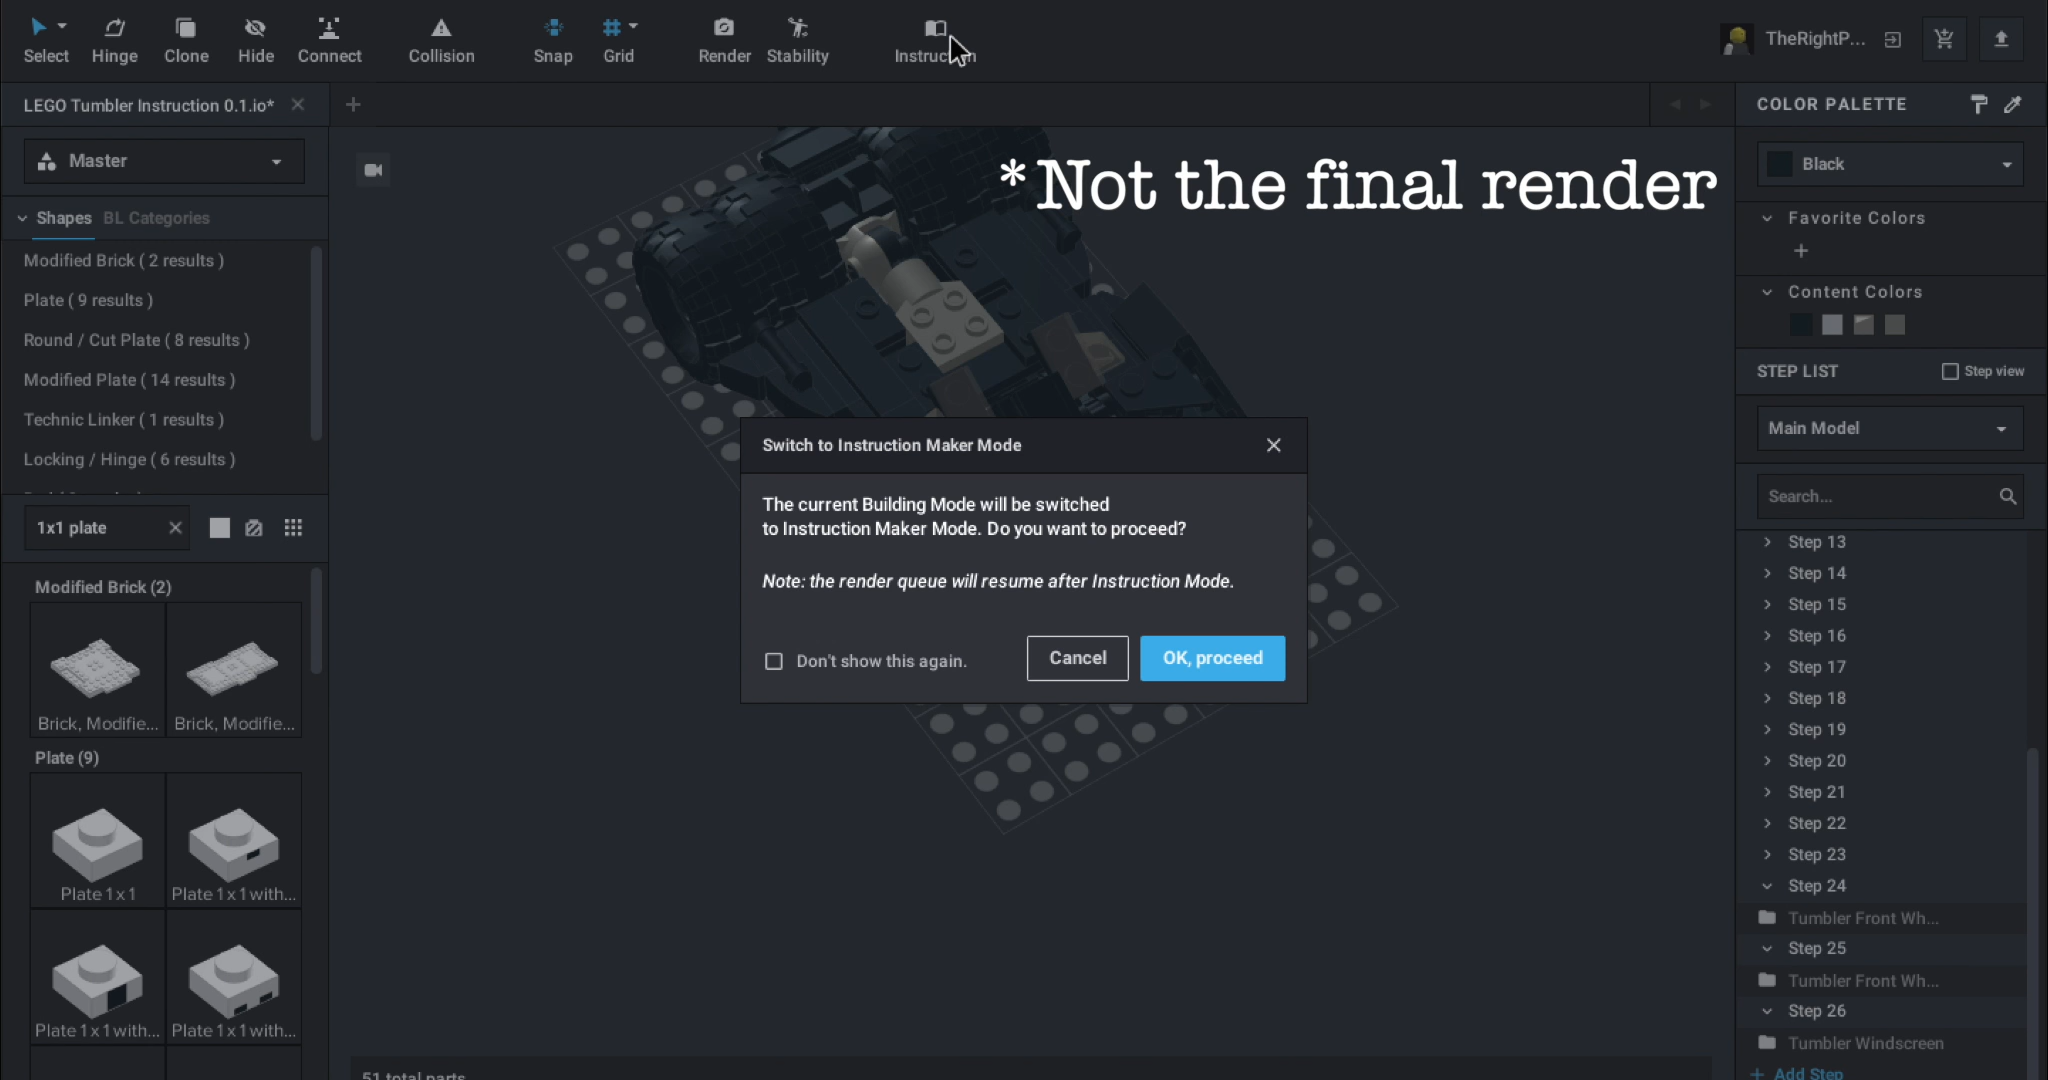 Select
Hinge
Clone
Hide
Connect
Collision
Snap
Grid
Render
Stability
TheRightP...
LEGO Tumbler Instruction 0.1.io*
COLOR PALETTE
Master
Black
*Not the final render
Shapes BL Categories
Favorite Colors
Modified Brick ( 2 results )
Plate ( 9 results )
Round / Cut Plate ( 8 results )
Modified Plate ( 14 results )
Technic Linker ( 1 results )
Locking / Hinge ( 6 results )
Content Colors
STEP LIST
Step view
Main Model
Search...
Switch to Instruction Maker Mode
The current Building Mode will be switched
to Instruction Maker Mode. Do you want to proceed?
Note: the render queue will resume after Instruction Mode.
Don't show this again.
Cancel
OK, proceed
1x1 plate
Modified Brick (2)
Brick, Modifie...
Brick, Modifie...
Plate (9)
Plate 1 x 1
Plate 1 x 1 with...
Plate 1 x 1 with...
Plate 1 x 1 with...
Step 13
Step 14
Step 15
Step 16
Step 17
Step 18
Step 19
Step 20
Step 21
Step 22
Step 23
Step 24
Tumbler Front Wh...
Step 25
Tumbler Front Wh...
Step 26
Tumbler Windscreen
+ Add Step
51 total parts